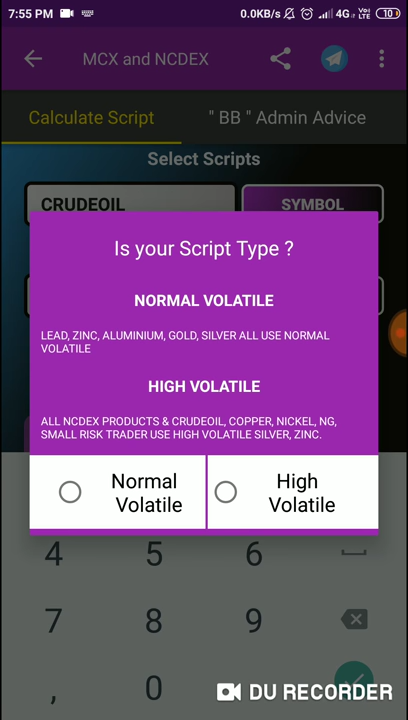 7:55 PM 0.0KB/s 4G Vo LTE 10
MCX and NCDEX
Calculate Script " BB " Admin Advice
Select Scripts
CRUDEOIL SYMBOL
Is your Script Type ?
NORMAL VOLATILE
LEAD, ZINC, ALUMINIUM, GOLD, SILVER ALL USE NORMAL
VOLATILE
HIGH VOLATILE
ALL NCDEX PRODUCTS & CRUDEOIL, COPPER, NICKEL, NG,
SMALL RISK TRADER USE HIGH VOLATILE SILVER, ZINC.
Normal High
Volatile Volatile
4 5 6
7 8 9
, 0
DU RECORDER